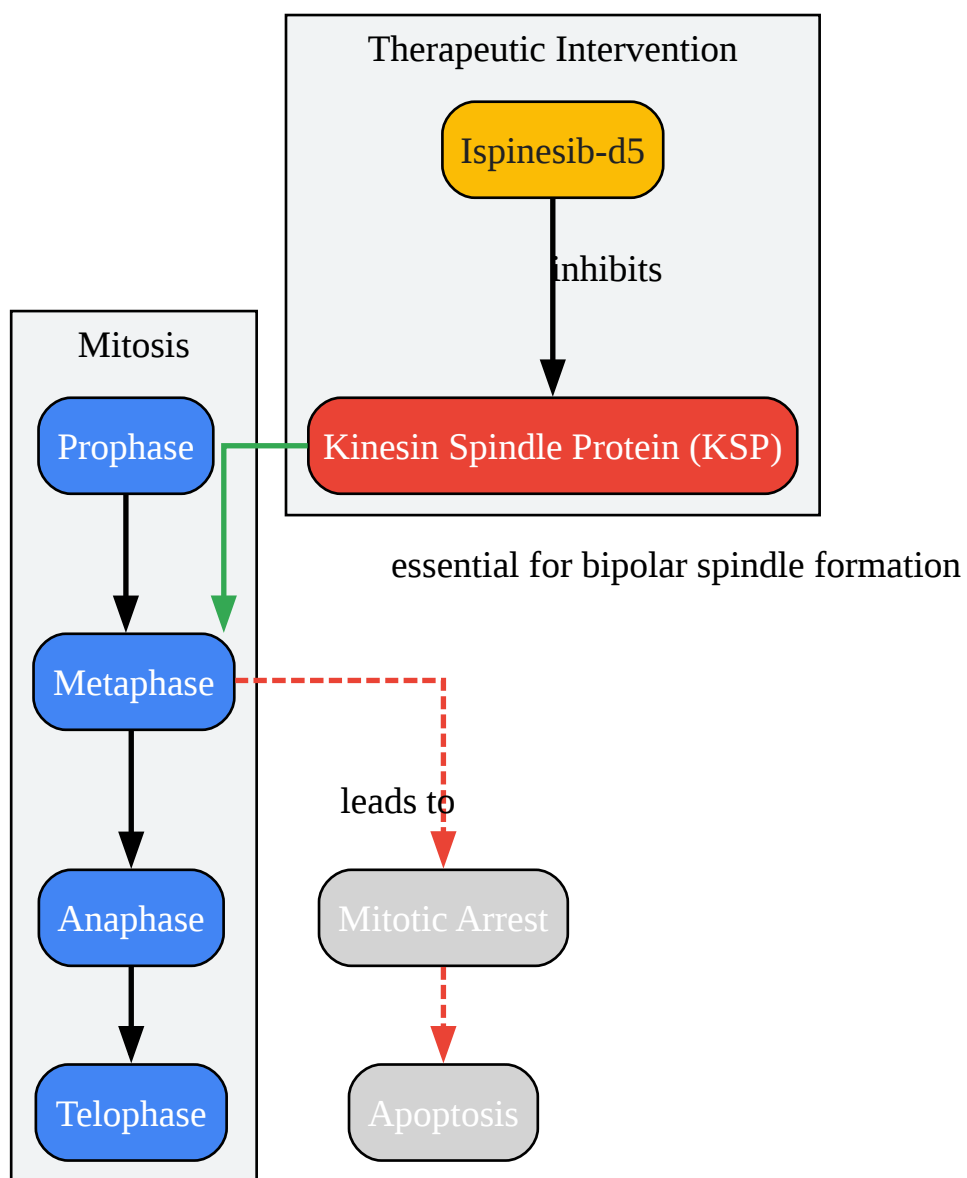 Therapeutic Intervention
Ispinesib-d5
inhibits
Mitosis
Prophase
Kinesin Spindle Protein (KSP)
essential for bipolar spindle formation
Metaphase
leads to
Anaphase
Mitotic Arrest
Telophase
Apoptosis